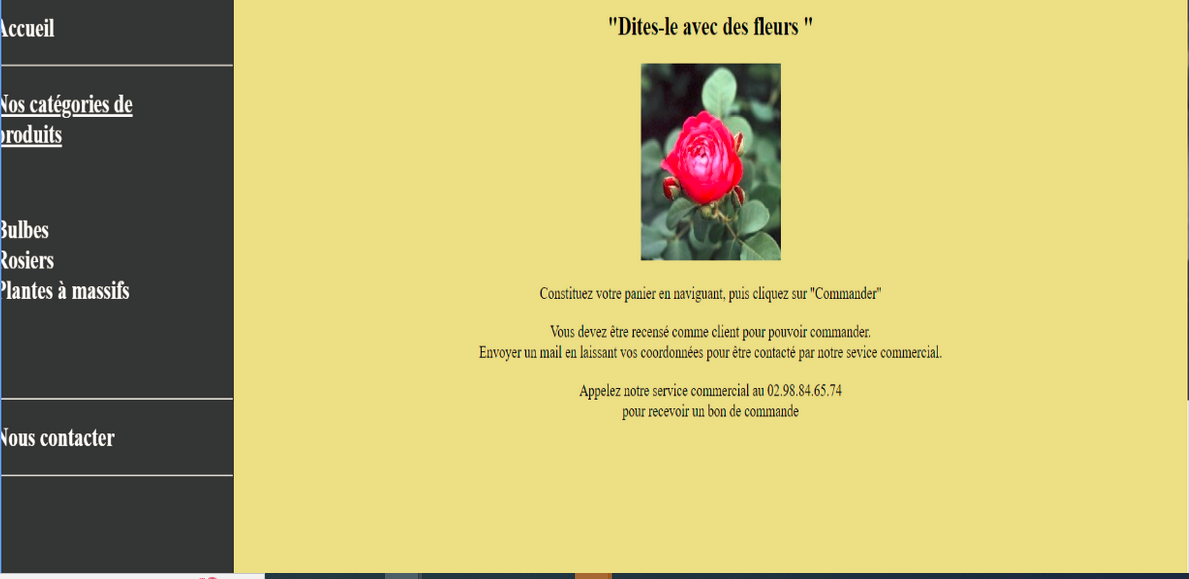 Accueil
Nos catégories de
produits
Bulbes
Rosiers
Plantes à massifs
Nous contacter
"Dites-le avec des fleurs "
Constituez votre panier en naviguant, puis cliquez sur "Commander"
Vous devez être recensé comme client pour pouvoir commander.
Envoyer un mail en laissant vos coordonnées pour être contacté par notre sevice commercial.
Appelez notre service commercial au 02.98.84.65.74
pour recevoir un bon de commande